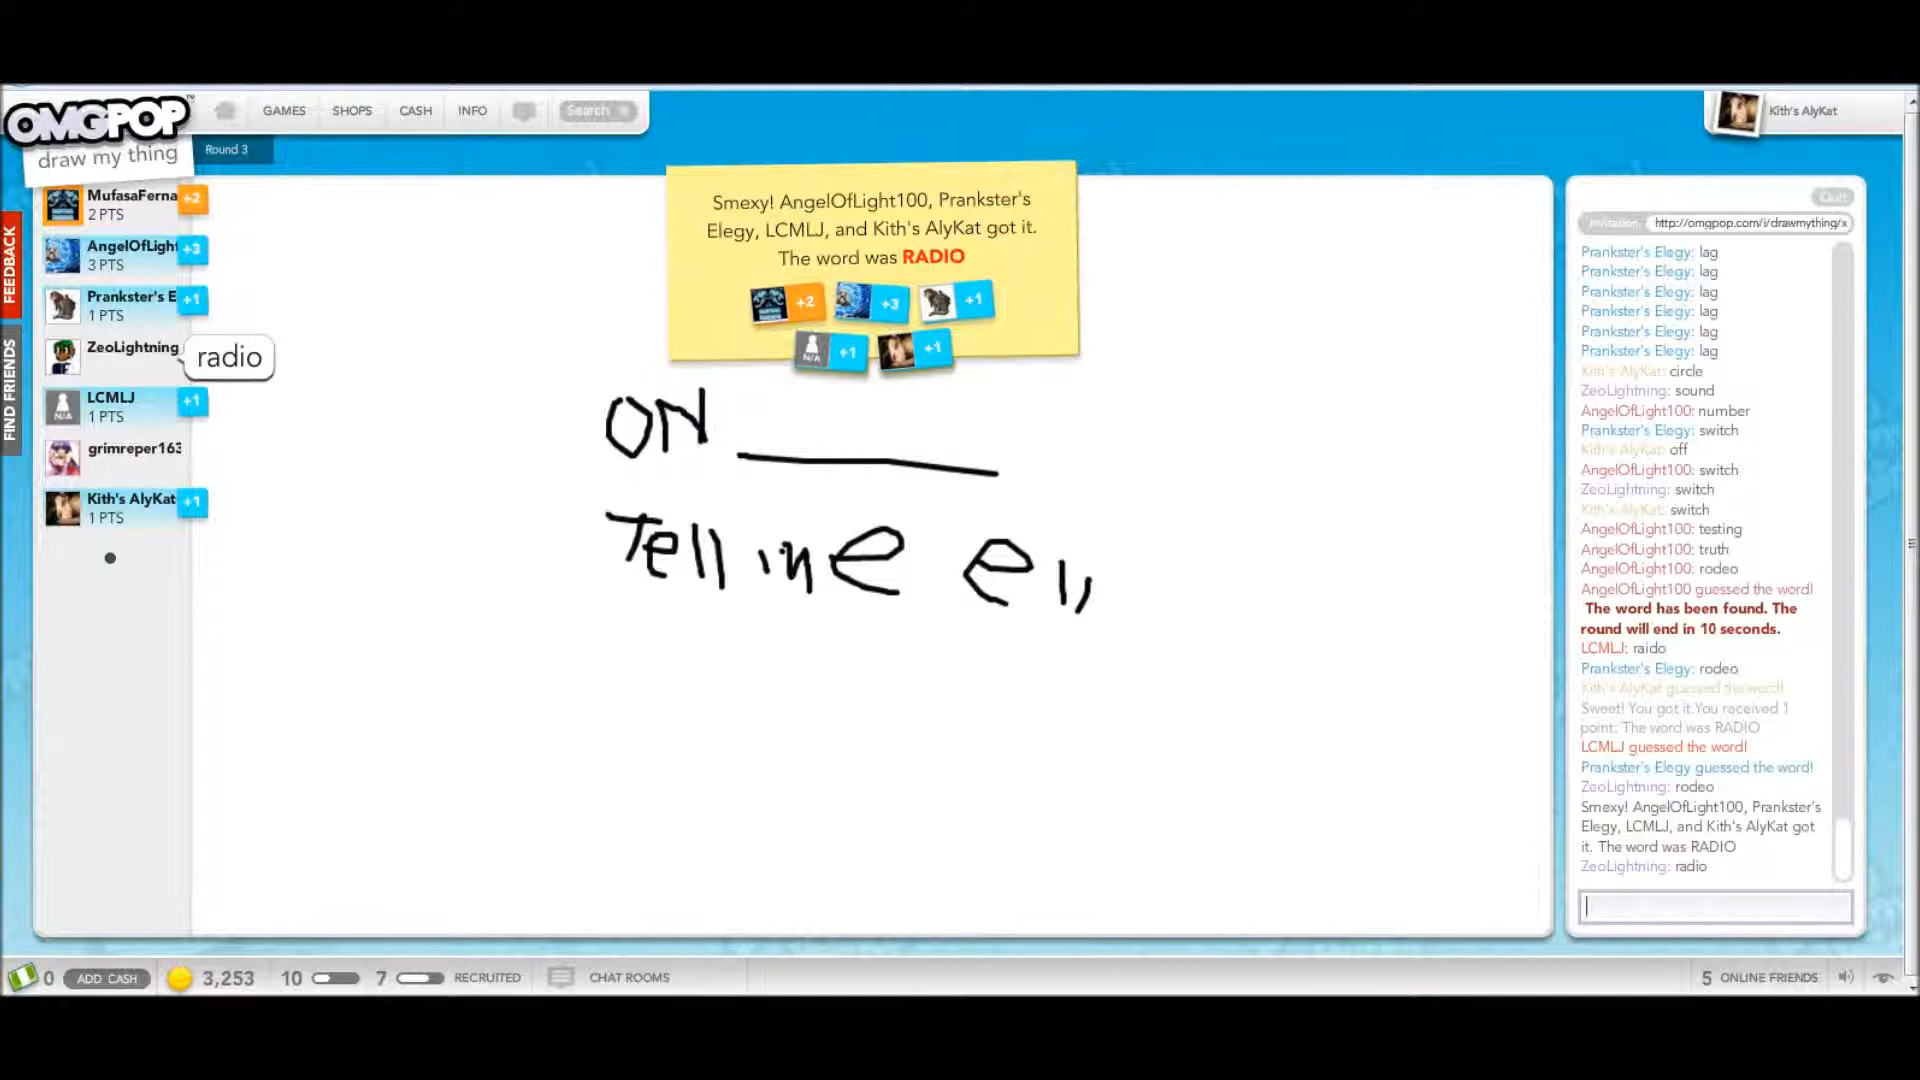 OMGPOP™
draw my thing
GAMES
SHOPS
CASH
INFO
Search
Kith's AlyKat
Round 3
FEEDBACK
FIND FRIENDS
MufasaFerna
2 PTS
+2
AngelOfLight
3 PTS
+3
Prankster's E
1 PTS
+1
ZeoLightning
radio
LCMLJ
1 PTS
+1
N/A
grimreper163
Kith's AlyKat
1 PTS
+1
Smexy! AngelOfLight100, Prankster's
Elegy, LCMLJ, and Kith's AlyKat got it.
The word was RADIO
+2
+3
+1
N/A
+1
+1
ON
Tell
Quit
Invitation
http://omgpop.com/i/drawmything/x
Prankster's Elegy: lag
Prankster's Elegy: lag
Prankster's Elegy: lag
Prankster's Elegy: lag
Prankster's Elegy: lag
Prankster's Elegy: lag
Kith's AlyKat: circle
ZeoLightning: sound
AngelOfLight100: number
Prankster's Elegy: switch
Kith's AlyKat: off
AngelOfLight100: switch
ZeoLightning: switch
Kith's AlyKat: switch
AngelOfLight100: testing
AngelOfLight100: truth
AngelOfLight100: rodeo
AngelOfLight100 guessed the word!
The word has been found. The
round will end in 10 seconds.
LCMLJ: raido
Prankster's Elegy: rodeo
Kith's AlyKat guessed the word!
Sweet! You got it.You received 1
point. The word was RADIO
LCMLJ guessed the word!
Prankster's Elegy guessed the word!
ZeoLightning: rodeo
Smexy! AngelOfLight100, Prankster's
Elegy, LCMLJ, and Kith's AlyKat got
it. The word was RADIO
ZeoLightning: radio
0
ADD CASH
3,253
10
7
RECRUITED
CHAT ROOMS
5 ONLINE FRIENDS